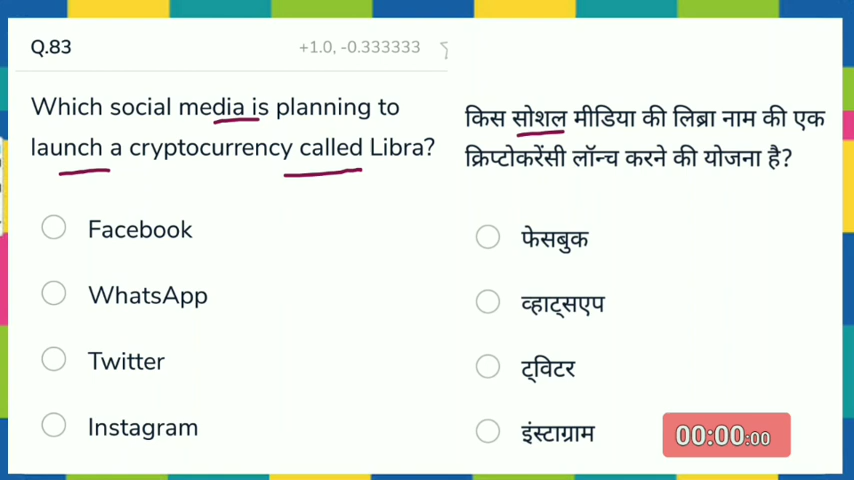 Q.83
+1.0, -0.333333
Which social media is planning to
launch a cryptocurrency called Libra?
Facebook
WhatsApp
Twitter
Instagram
किस सोशल मीडिया की लिब्रा नाम की एक
क्रिप्टोकरेंसी लॉन्च करने की योजना है?
फेसबुक
व्हाट्सएप
ट्विटर
इंस्टाग्राम
00:00:00